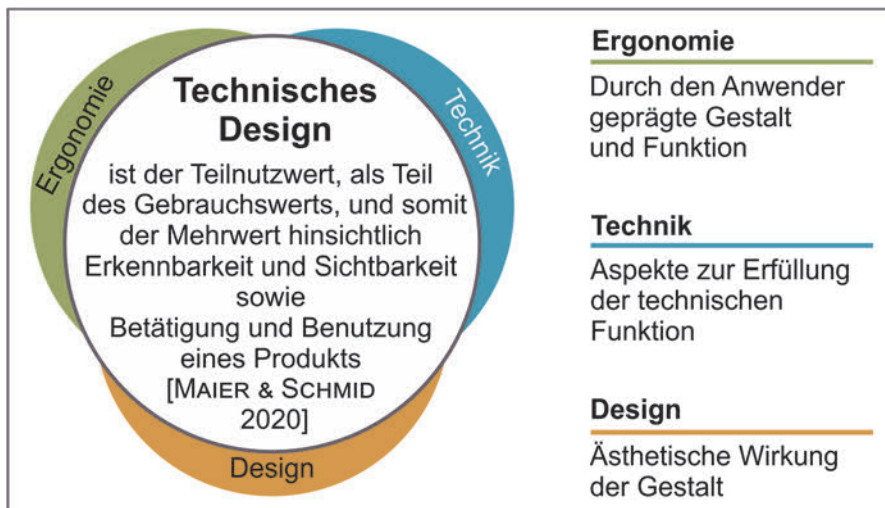 Ergonomie
Technik
Technisches
Design
ist der Teilnutzwert, als Teil
des Gebrauchswerts, und somit
der Mehrwert hinsichtlich
Erkennbarkeit und Sichtbarkeit
sowie
Betätigung und Benutzung
eines Produkts
[MAIER & SCHMID
2020]
Design
Ergonomie
Durch den Anwender
geprägte Gestalt
und Funktion
Technik
Aspekte zur Erfüllung
der technischen
Funktion
Design
Ästhetische Wirkung
der Gestalt